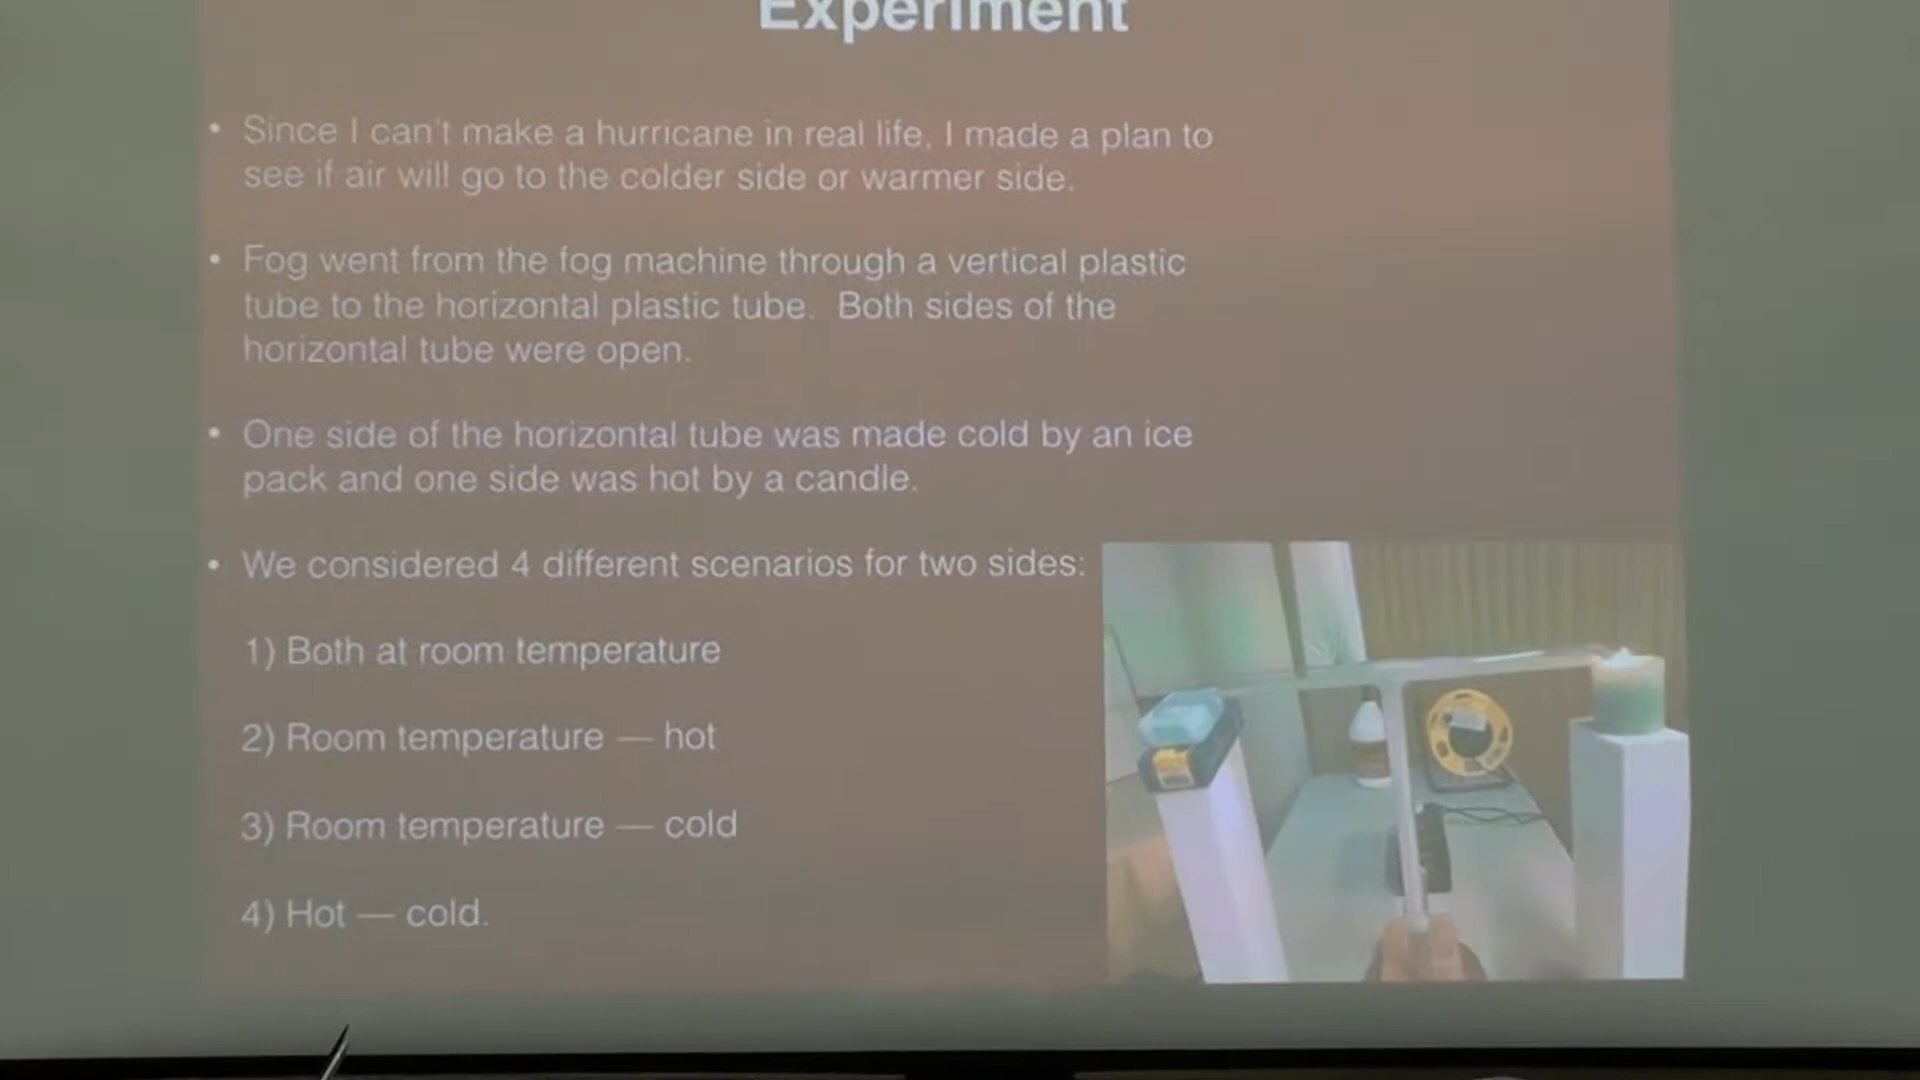 Experiment
• Since I can't make a hurricane in real life, I made a plan to
see if air will go to the colder side or warmer side.
• Fog went from the fog machine through a vertical plastic
tube to the horizontal plastic tube. Both sides of the
horizontal tube were open.
• One side of the horizontal tube was made cold by an ice
pack and one side was hot by a candle.
• We considered 4 different scenarios for two sides:
1) Both at room temperature
2) Room temperature — hot
3) Room temperature — cold
4) Hot — cold.